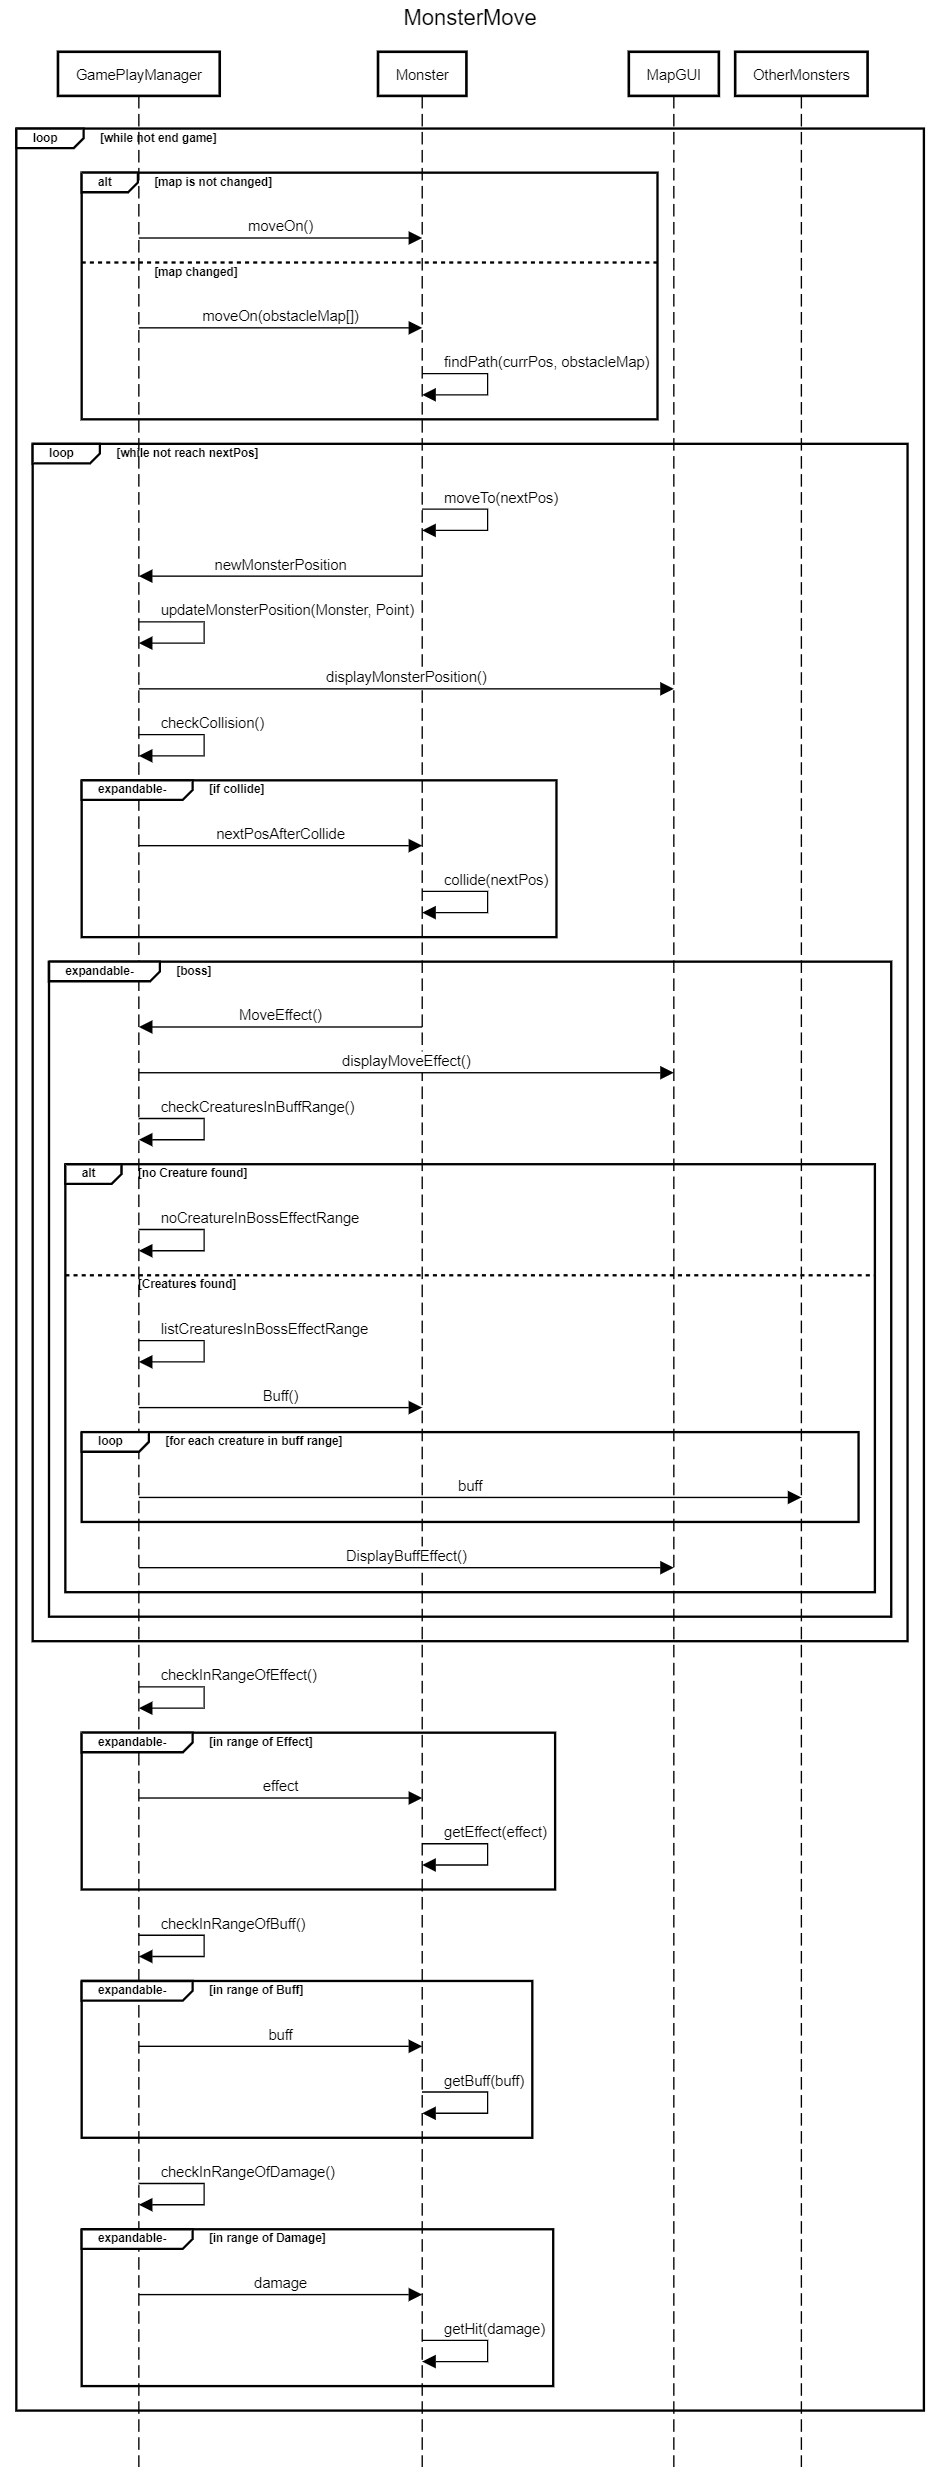 MonsterMove
GamePlayManager
Monster
MapGUI
OtherMonsters
loop
[while not end game]
alt
[map is not changed]
moveOn()
[map changed]
moveOn(obstacleMap[])
findPath(currPos, obstacleMap)
loop
[while not reach nextPos]
moveTo(nextPos)
newMonsterPosition
updateMonsterPosition(Monster, Point)
displayMonsterPosition()
checkCollision()
expandable-
[if collide]
nextPosAfterCollide
collide(nextPos)
expandable-
[boss]
MoveEffect()
displayMoveEffect()
checkCreaturesInBuffRange()
alt
[no Creature found]
noCreatureInBossEffectRange
[Creatures found]
listCreaturesInBossEffectRange
Buff()
loop
[for each creature in buff range]
buff
DisplayBuffEffect()
checkInRangeOfEffect()
expandable-
[in range of Effect]
effect
getEffect(effect)
checkInRangeOfBuff()
expandable-
[in range of Buff]
buff
getBuff(buff)
checkInRangeOfDamage()
expandable-
[in range of Damage]
damage
getHit(damage)